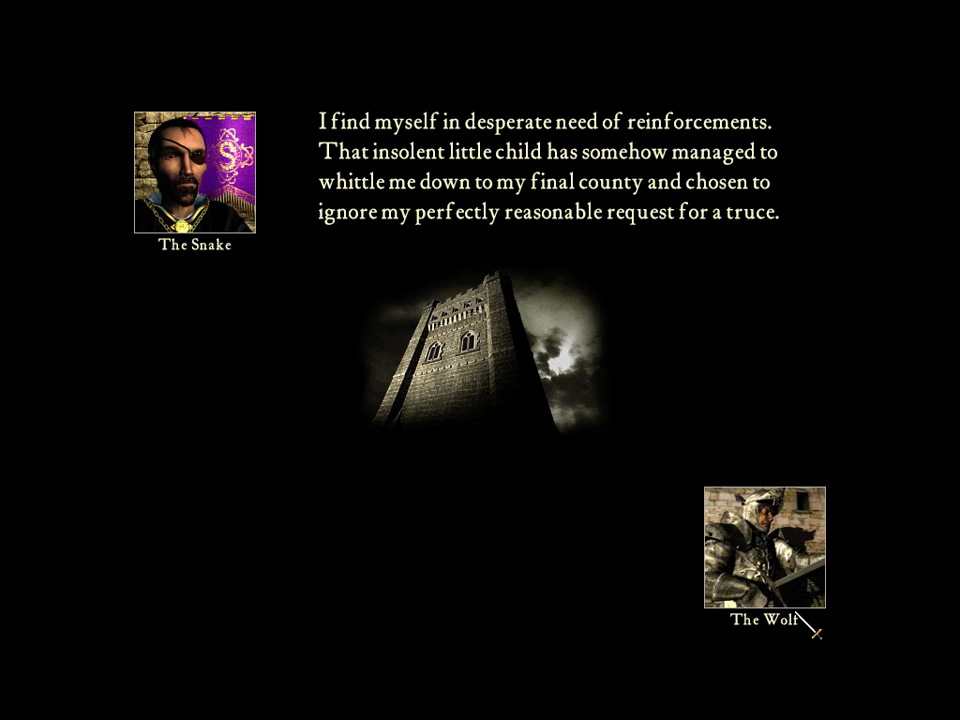 I find myself in desperate need of reinforcements.
That insolent little child has somehow managed to
whittle me down to my final county and chosen to
ignore my perfectly reasonable request for a truce.
S
The Snake
The Wolf